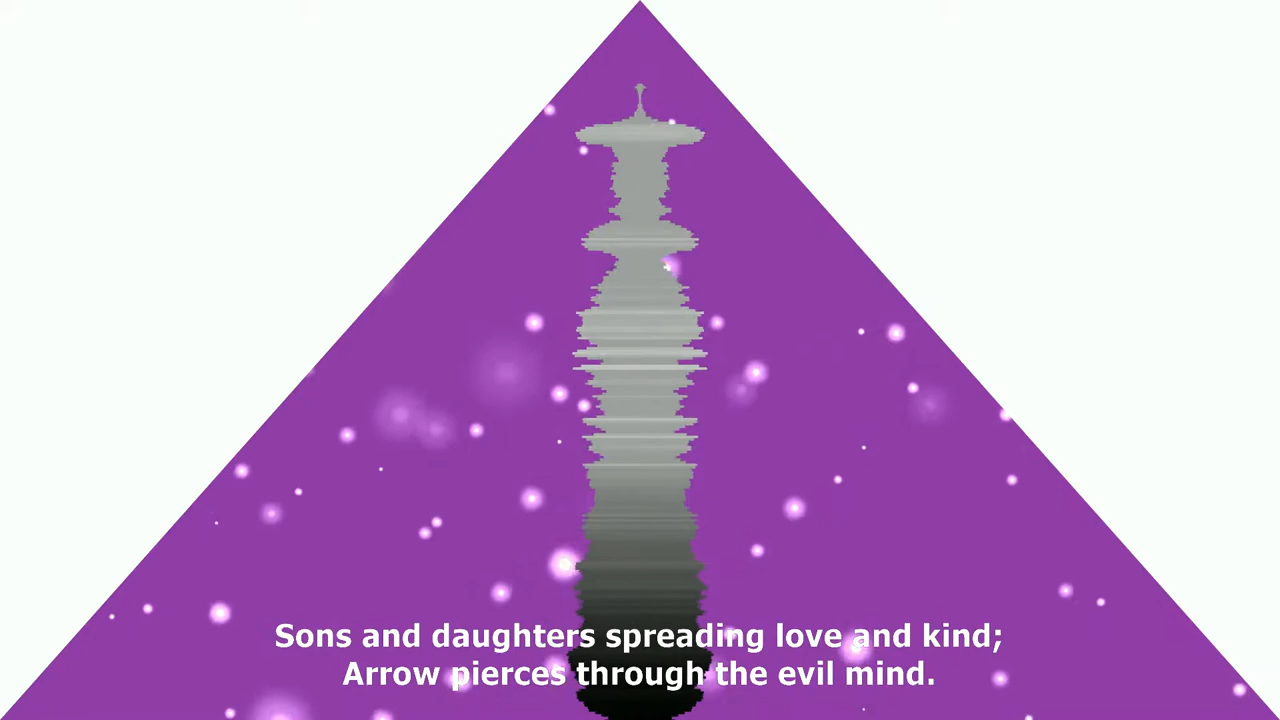 Sons and daughters spreading love and kind;
Arrow pierces through the evil mind.